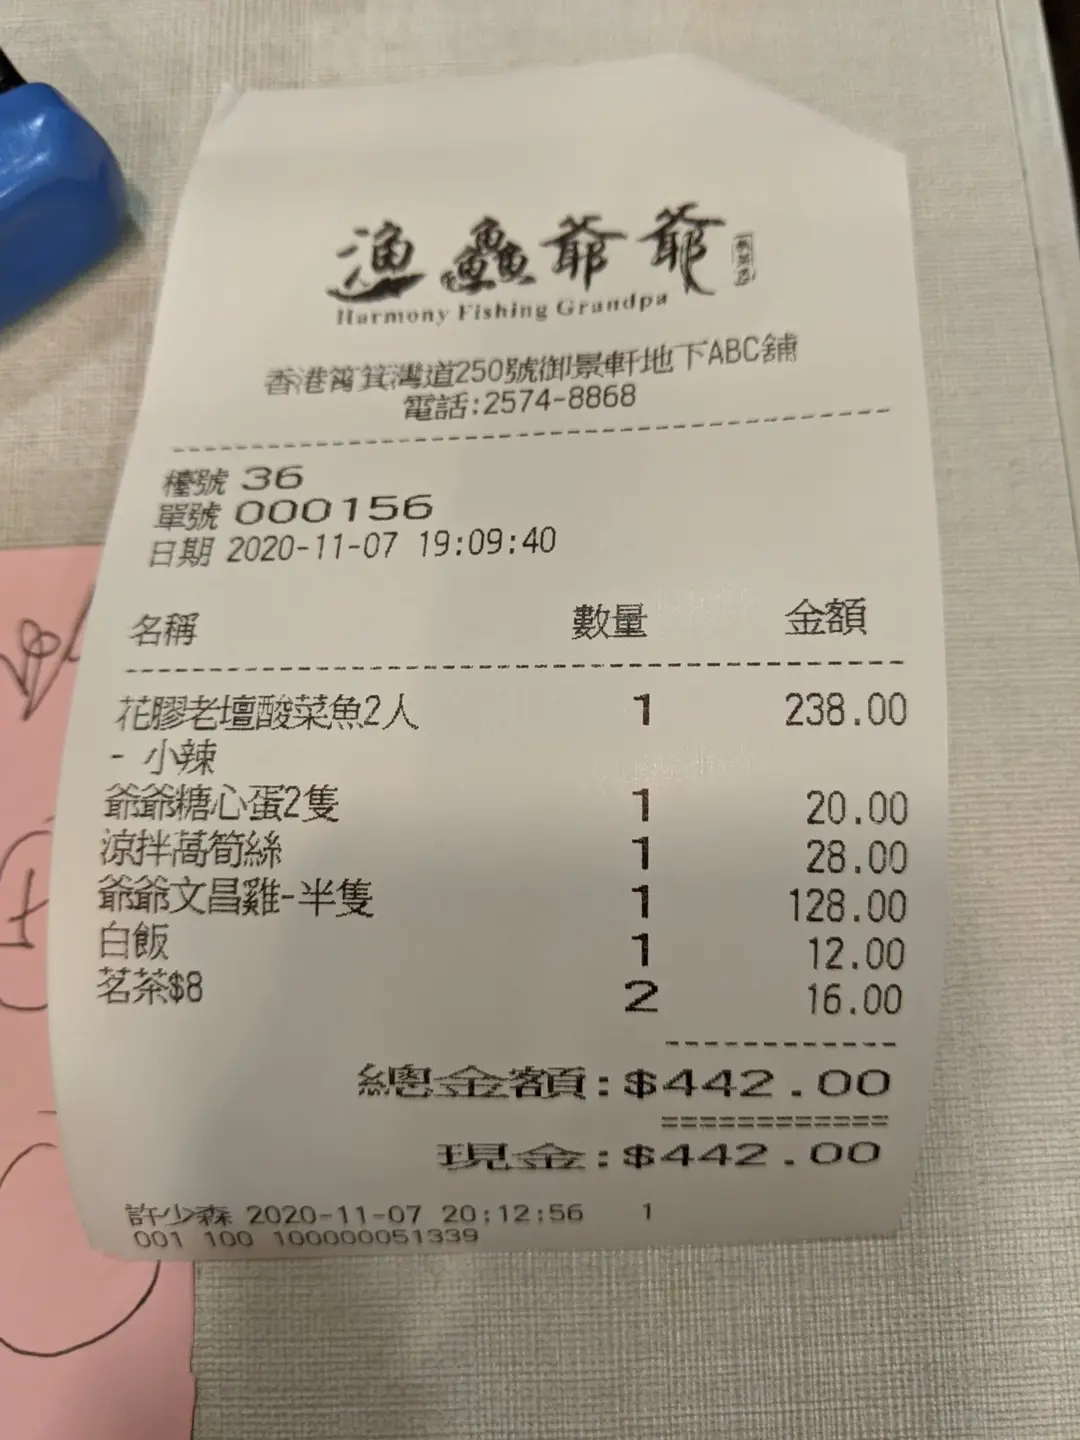 漁鱻爺爺
Harmony Fishing Grandpa
香港筲箕灣道250號御景軒地下ABC舖
電話:2574-8868
檯號 36
單號 000156
日期 2020-11-07 19:09:40
名稱 數量 金額
花膠老壇酸菜魚2人 1 238.00
- 小辣
爺爺糖心蛋2隻 1 20.00
涼拌萵筍絲 1 28.00
爺爺文昌雞-半隻 1 128.00
白飯 1 12.00
茗茶$8 2 16.00
總金額:$442.00
現金:$442.00
許少森 2020-11-07 20:12:56 1
001 100 100000051339